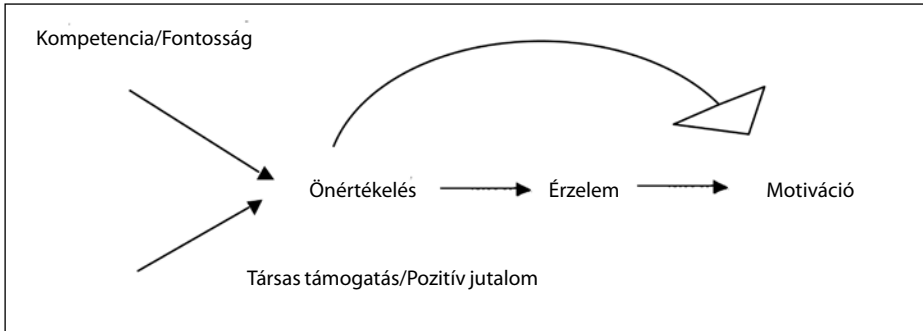 Kompetencia/Fontosság
Önértékelés
Érzelem
Motiváció
Társas támogatás/Pozitív jutalom